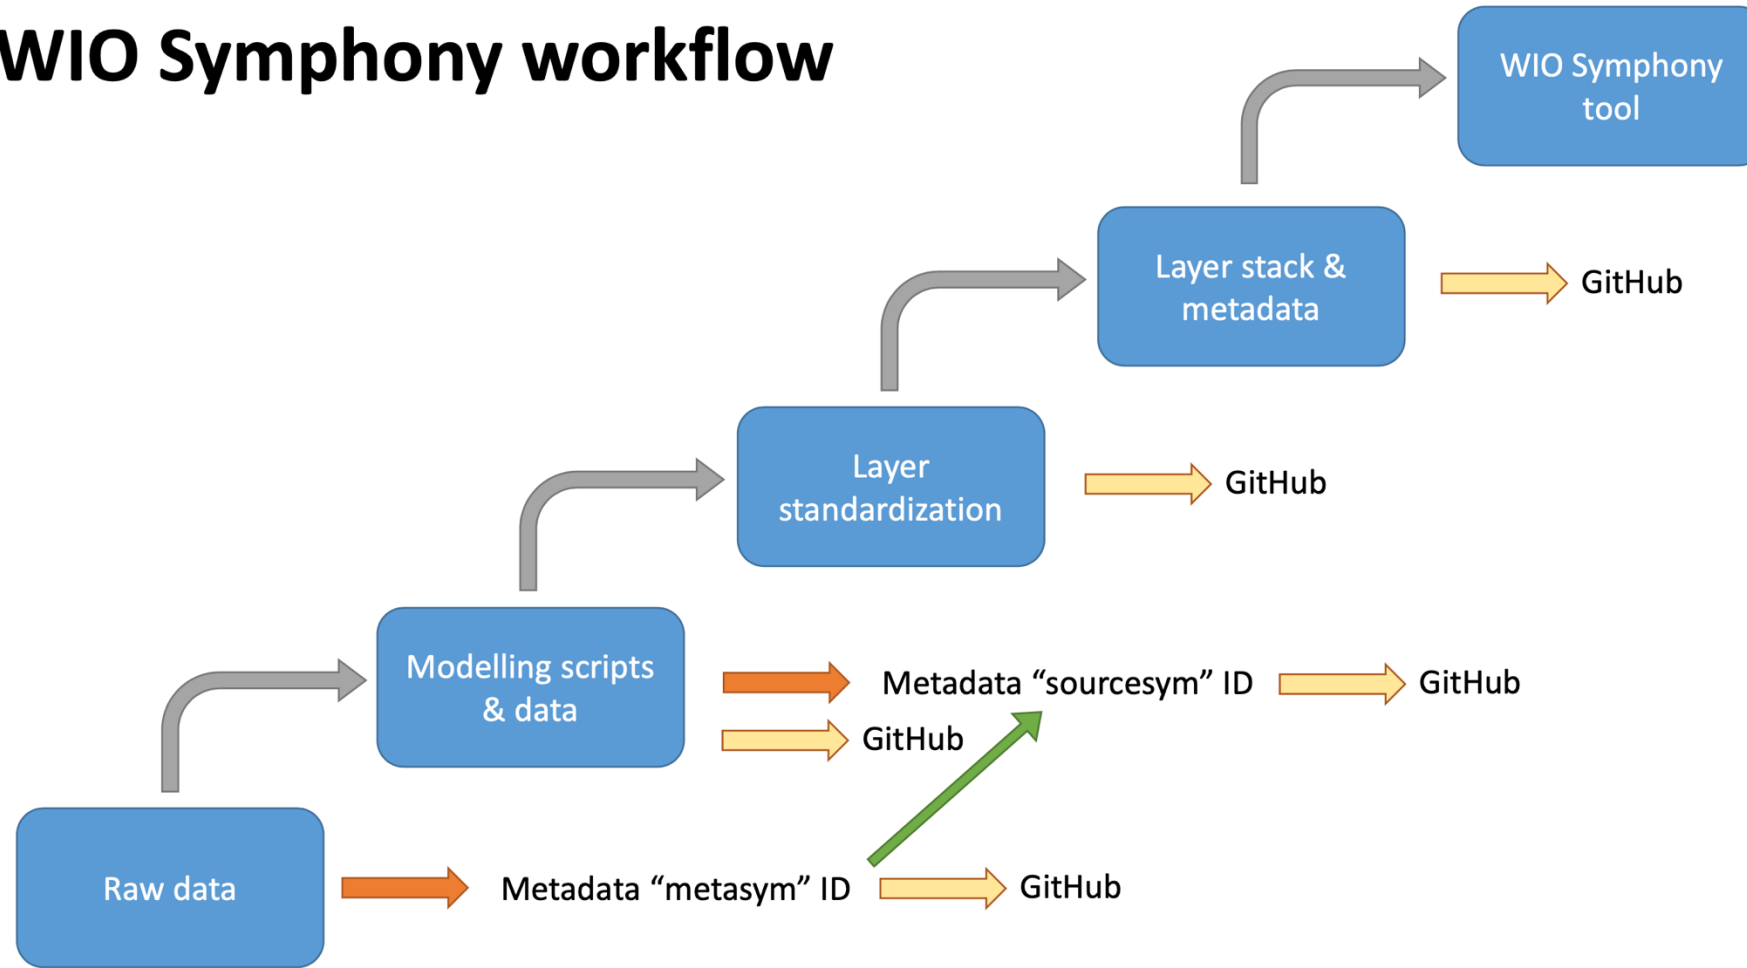 WIO Symphony workflow
WIO Symphony
tool
Layer stack &
metadata
GitHub
Layer
standardization
GitHub
Modelling scripts
& data
Metadata “sourcesym” ID
GitHub
GitHub
Raw data
Metadata “metasym” ID
GitHub